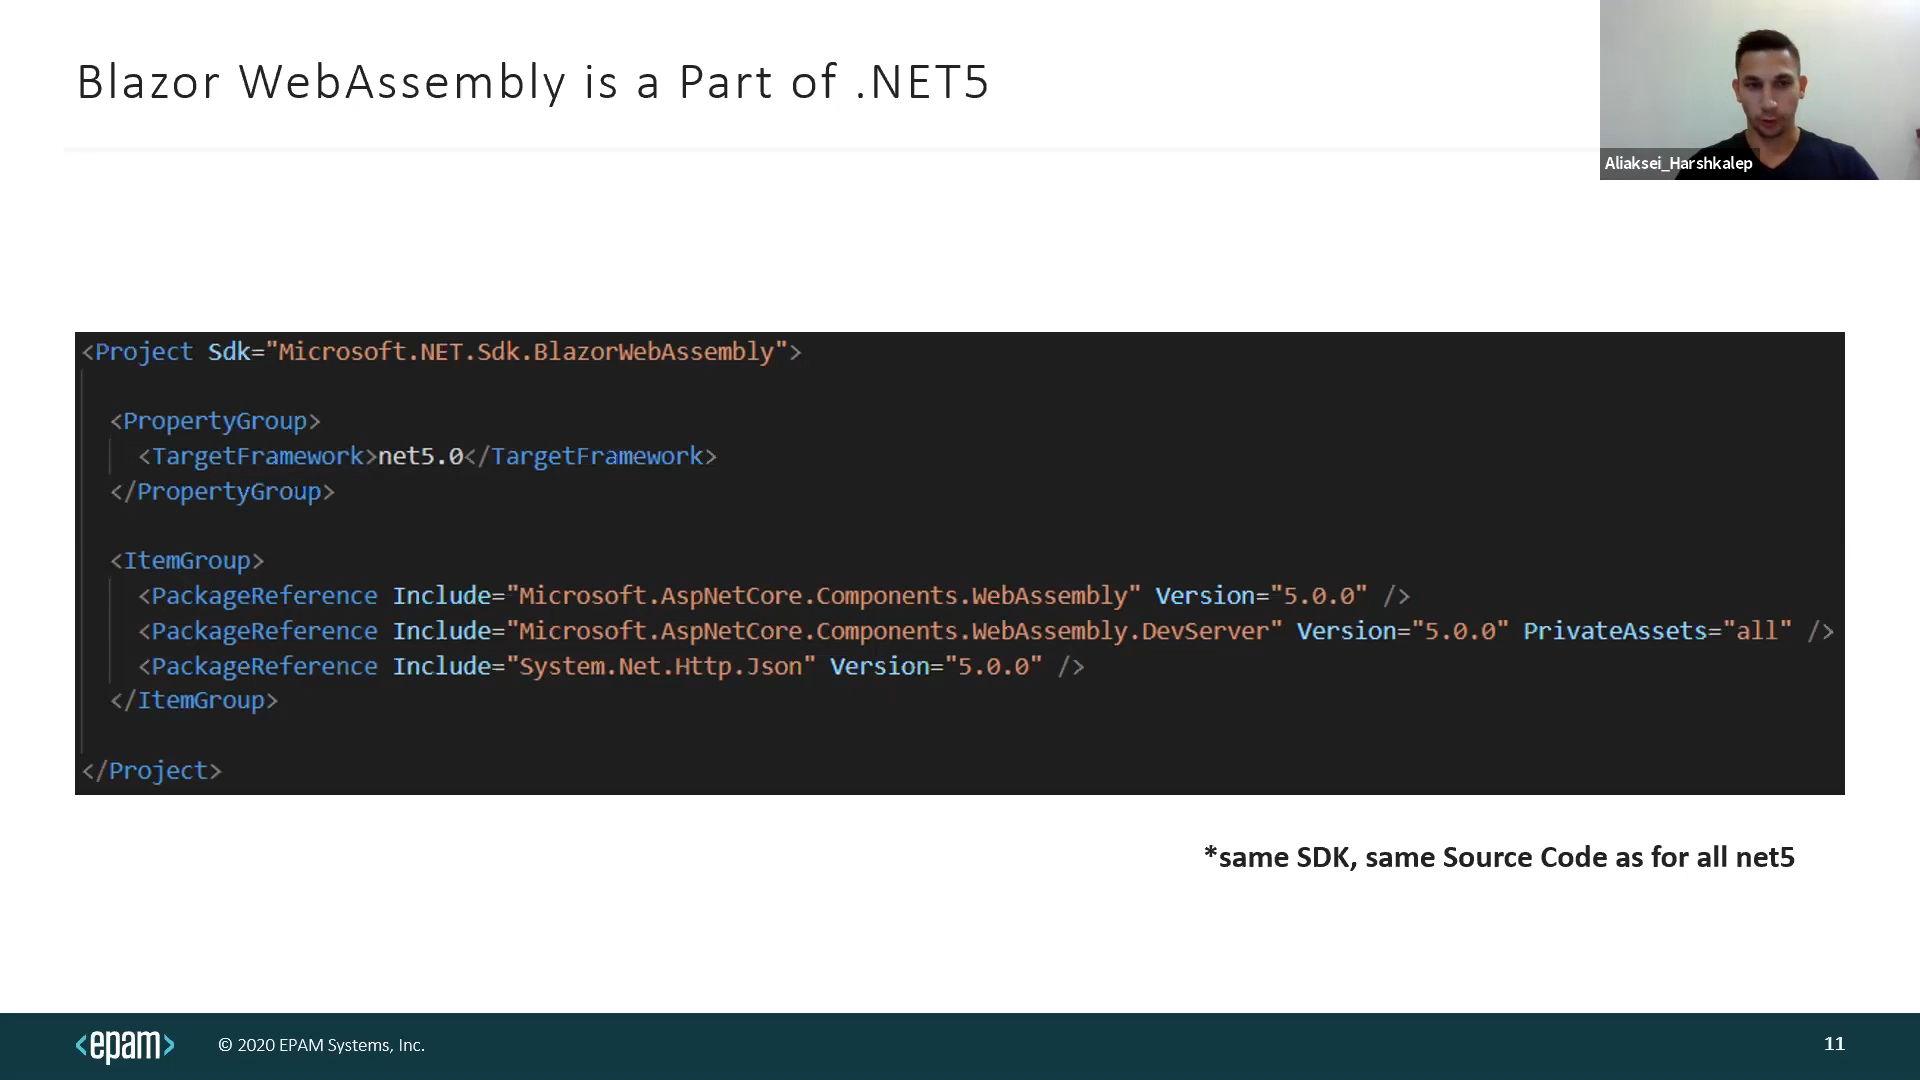 Blazor WebAssembly is a Part of .NET5
Aliaksei_Harshkalep
<Project Sdk="Microsoft.NET.Sdk.BlazorWebAssembly">
<PropertyGroup>
<TargetFramework>net5.0</TargetFramework>
</PropertyGroup>
<ItemGroup>
<PackageReference Include="Microsoft.AspNetCore.Components.WebAssembly" Version="5.0.0" />
<PackageReference Include="Microsoft.AspNetCore.Components.WebAssembly.DevServer" Version="5.0.0" PrivateAssets="all" />
<PackageReference Include="System.Net.Http.Json" Version="5.0.0" />
</ItemGroup>
</Project>
*same SDK, same Source Code as for all net5
<epam>
© 2020 EPAM Systems, Inc.
11